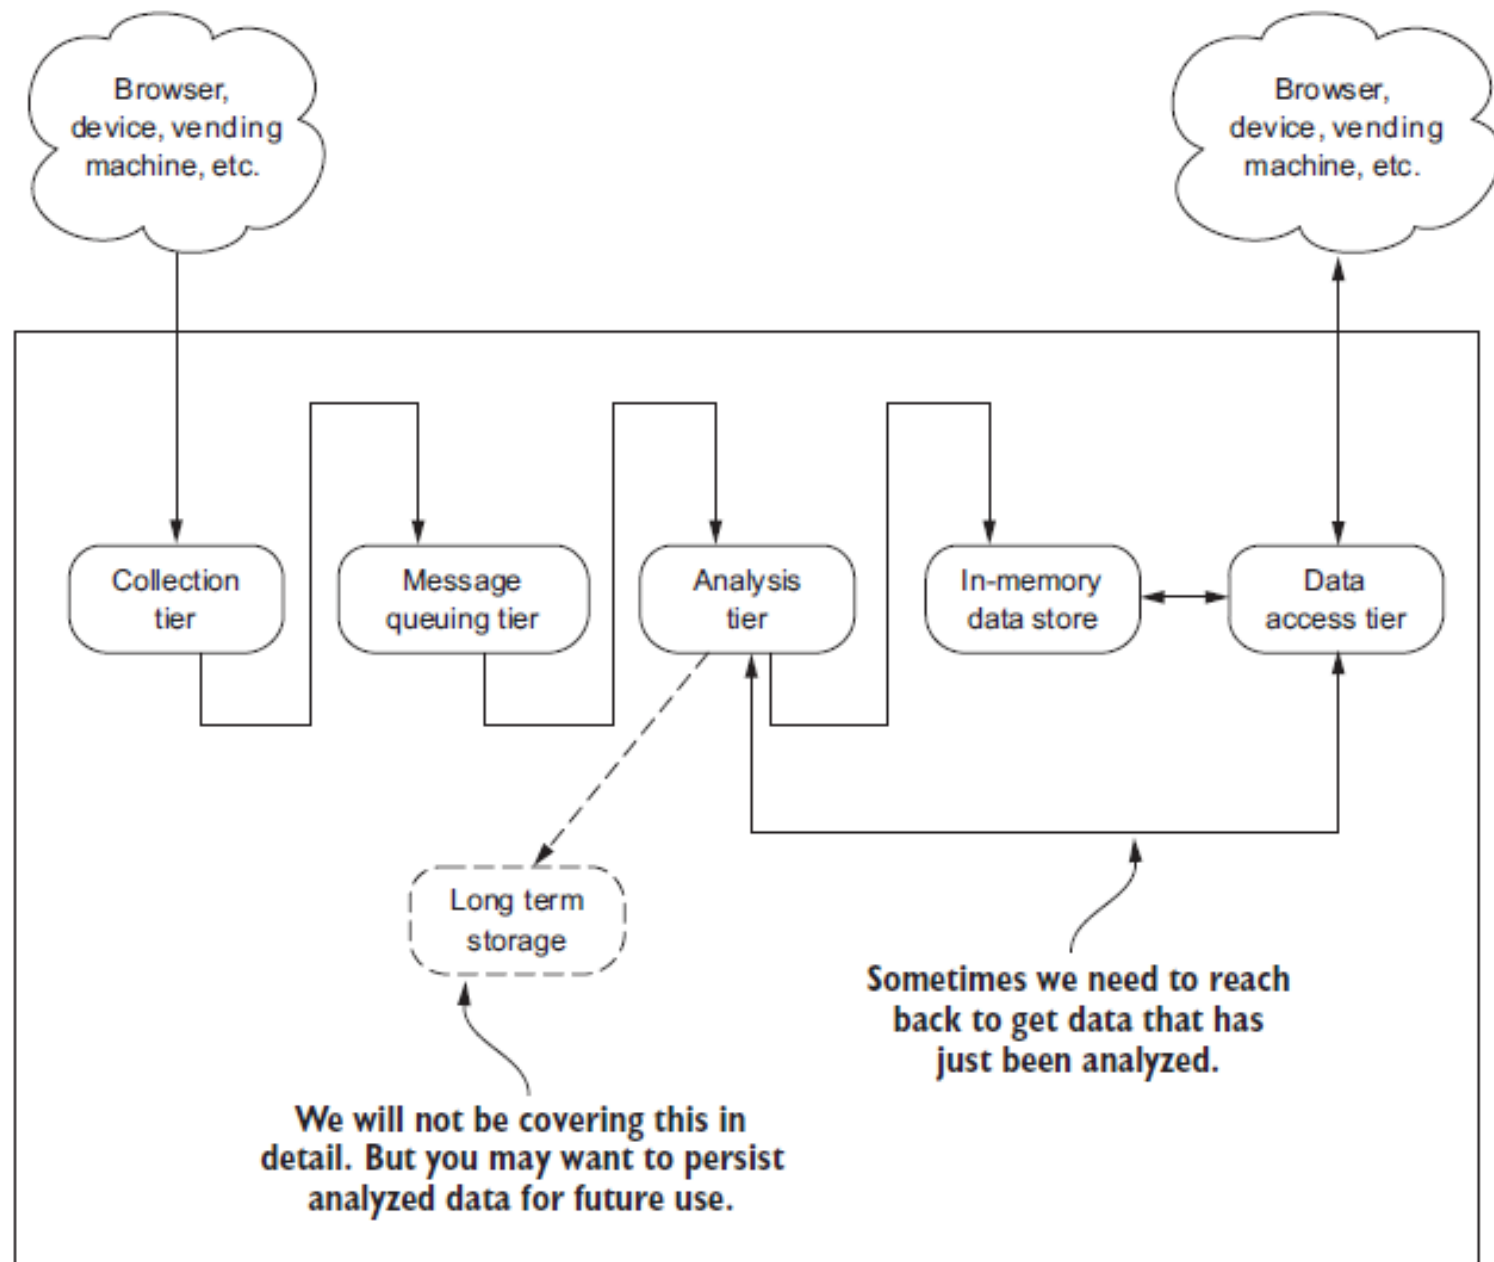 Browser,
device, vending
machine, etc.
Browser,
device, vending
machine, etc.
Collection
tier
Message
queuing tier
Analysis
tier
In-memory
data store
Data
access tier
Long term
storage
Sometimes we need to reach
back to get data that has
just been analyzed.
We will not be covering this in
detail. But you may want to persist
analyzed data for future use.